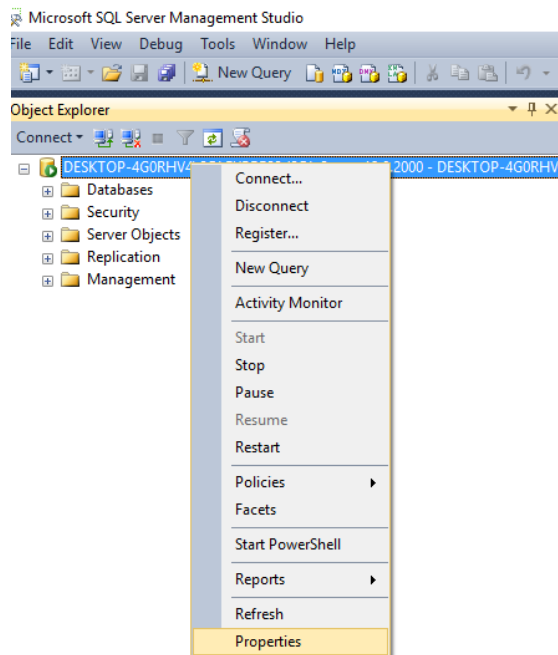 Microsoft SQL Server Management Studio
File Edit View Debug Tools Window Help
New Query
Object Explorer
Connect
DESKTOP-4G0RHV4 .2000 - DESKTOP-4G0RHV
Databases
Security
Server Objects
Replication
Management
Connect...
Disconnect
Register...
New Query
Activity Monitor
Start
Stop
Pause
Resume
Restart
Policies
Facets
Start PowerShell
Reports
Refresh
Properties